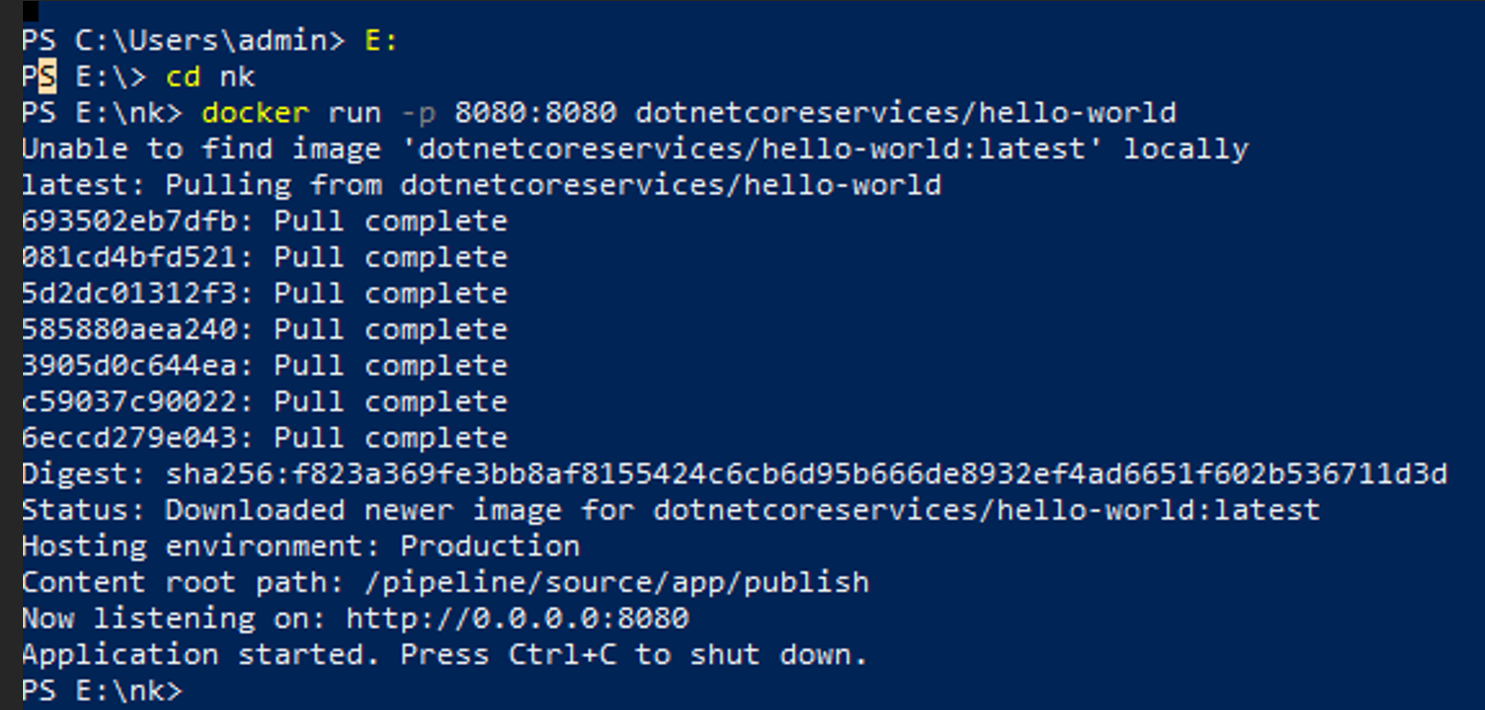 PS C:\Users\admin> E:
PS E:\> cd nk
PS E:\nk> docker run -p 8080:8080 dotnetcoreservices/hello-world
Unable to find image 'dotnetcoreservices/hello-world:latest' locally
latest: Pulling from dotnetcoreservices/hello-world
693502eb7dfb: Pull complete
081cd4bfd521: Pull complete
5d2dc01312f3: Pull complete
585880aea240: Pull complete
3905d0c644ea: Pull complete
c59037c90022: Pull complete
6eccd279e043: Pull complete
Digest: sha256:f823a369fe3bb8af8155424c6cb6d95b666de8932ef4ad6651f602b536711d3d
Status: Downloaded newer image for dotnetcoreservices/hello-world:latest
Hosting environment: Production
Content root path: /pipeline/source/app/publish
Now listening on: http://0.0.0.0:8080
Application started. Press Ctrl+C to shut down.
PS E:\nk>